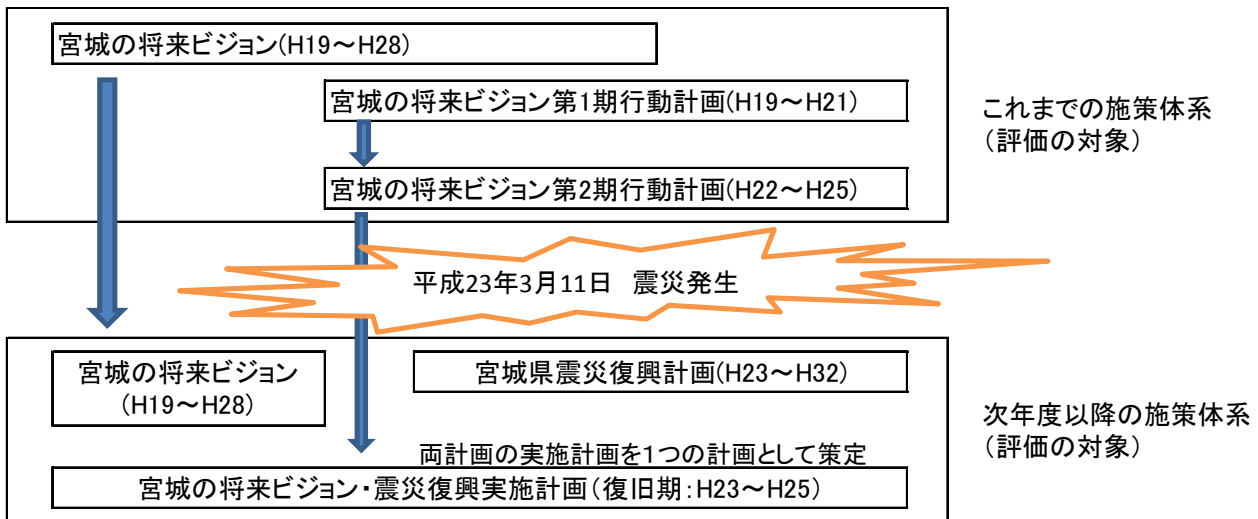 宮城の将来ビジョン(H19～H28)
宮城の将来ビジョン第1期行動計画(H19～H21)
宮城の将来ビジョン第2期行動計画(H22～H25)
これまでの施策体系
（評価の対象）
平成23年3月11日　震災発生
宮城の将来ビジョン
(H19～H28)
宮城県震災復興計画(H23～H32)
両計画の実施計画を1つの計画として策定
宮城の将来ビジョン・震災復興実施計画（復旧期：H23～H25）
次年度以降の施策体系
（評価の対象）